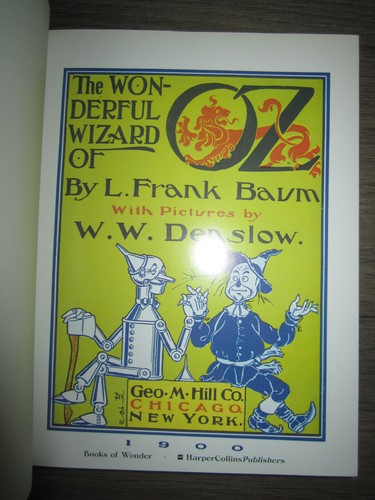 The WON-
DERFUL
WIZARD
OF OZ
By L. Frank Baum
With Pictures by
W. W. Denslow.
Geo. M. Hill Co.
CHICAGO.
NEW YORK.
1900
Books of Wonder · HarperCollinsPublishers